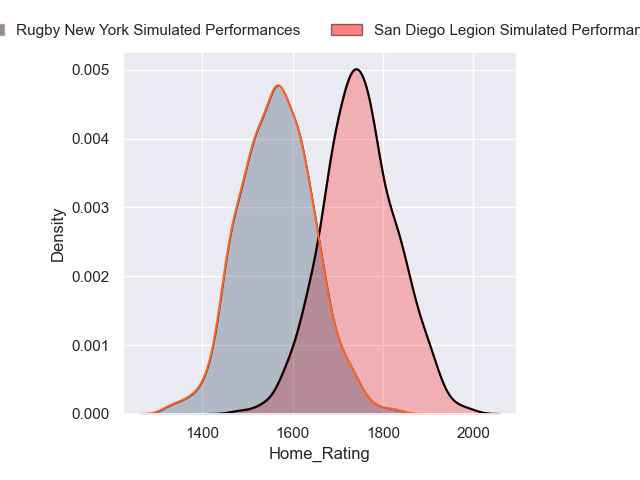 Rugby New York Simulated Performances San Diego Legion Simulated
0.005
0.004
0.003
0.002
0.001
0.000
Density
1400 1600 1800 2000
Home_Rating